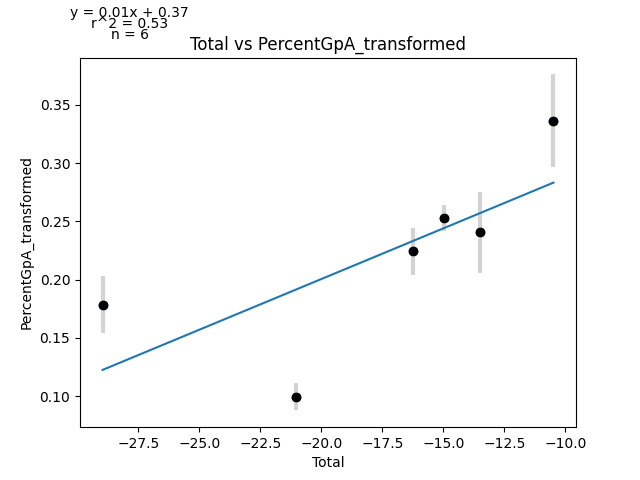 y = 0.01x + 0.37
r^2 = 0.53
n = 6
Total vs PercentGpA_transformed
PercentGpA_transformed
0.35
0.30
0.25
0.20
0.15
0.10
−27.5 −25.0 −22.5 −20.0 −17.5 −15.0 −12.5 −10.0
Total